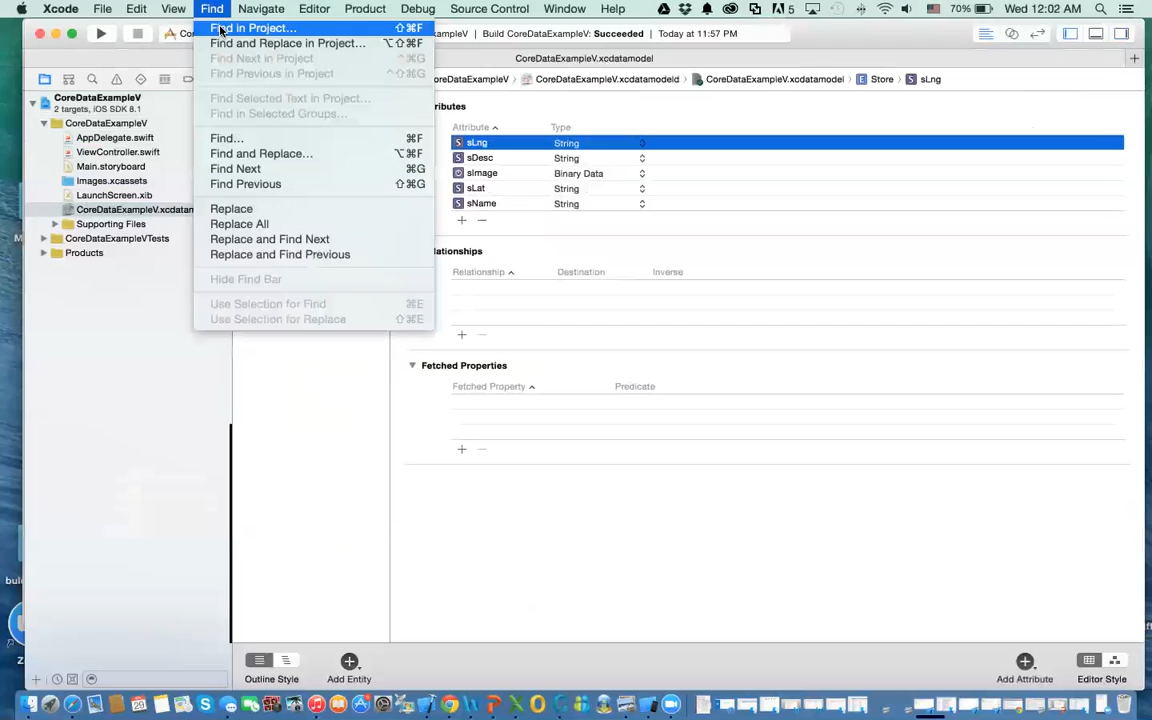 Xcode File Edit View Find Navigate Editor Product Debug Source Control Window Help 5 70% Wed 12:02 AM
Find in Project... ⇧⌘F
Find and Replace in Project... ⌥⇧⌘F
Find Next in Project ^⌘G
Find Previous in Project ^⇧⌘G
Find Selected Text in Project...
Find in Selected Groups...
Find... ⌘F
Find and Replace... ⌥⌘F
Find Next ⌘G
Find Previous ⇧⌘G
Replace
Replace All
Replace and Find Next
Replace and Find Previous
Hide Find Bar
Use Selection for Find ⌘E
Use Selection for Replace ⇧⌘E
Build CoreDataExampleV: Succeeded | Today at 11:57 PM
CoreDataExampleV.xcdatamodel
CoreDataExampleV.xcdatamodeld CoreDataExampleV.xcdatamodel E Store S sLng
CoreDataExampleV
2 targets, iOS SDK 8.1
CoreDataExampleV
AppDelegate.swift
ViewController.swift
Main.storyboard
Images.xcassets
LaunchScreen.xib
CoreDataExampleV.xcdatam
Supporting Files
CoreDataExampleVTests
Products
Attribute Type
S sLng String
S sDesc String
sImage Binary Data
S sLat String
S sName String
Relationship Destination Inverse
Fetched Properties
Fetched Property Predicate
Outline Style Add Entity Add Attribute Editor Style